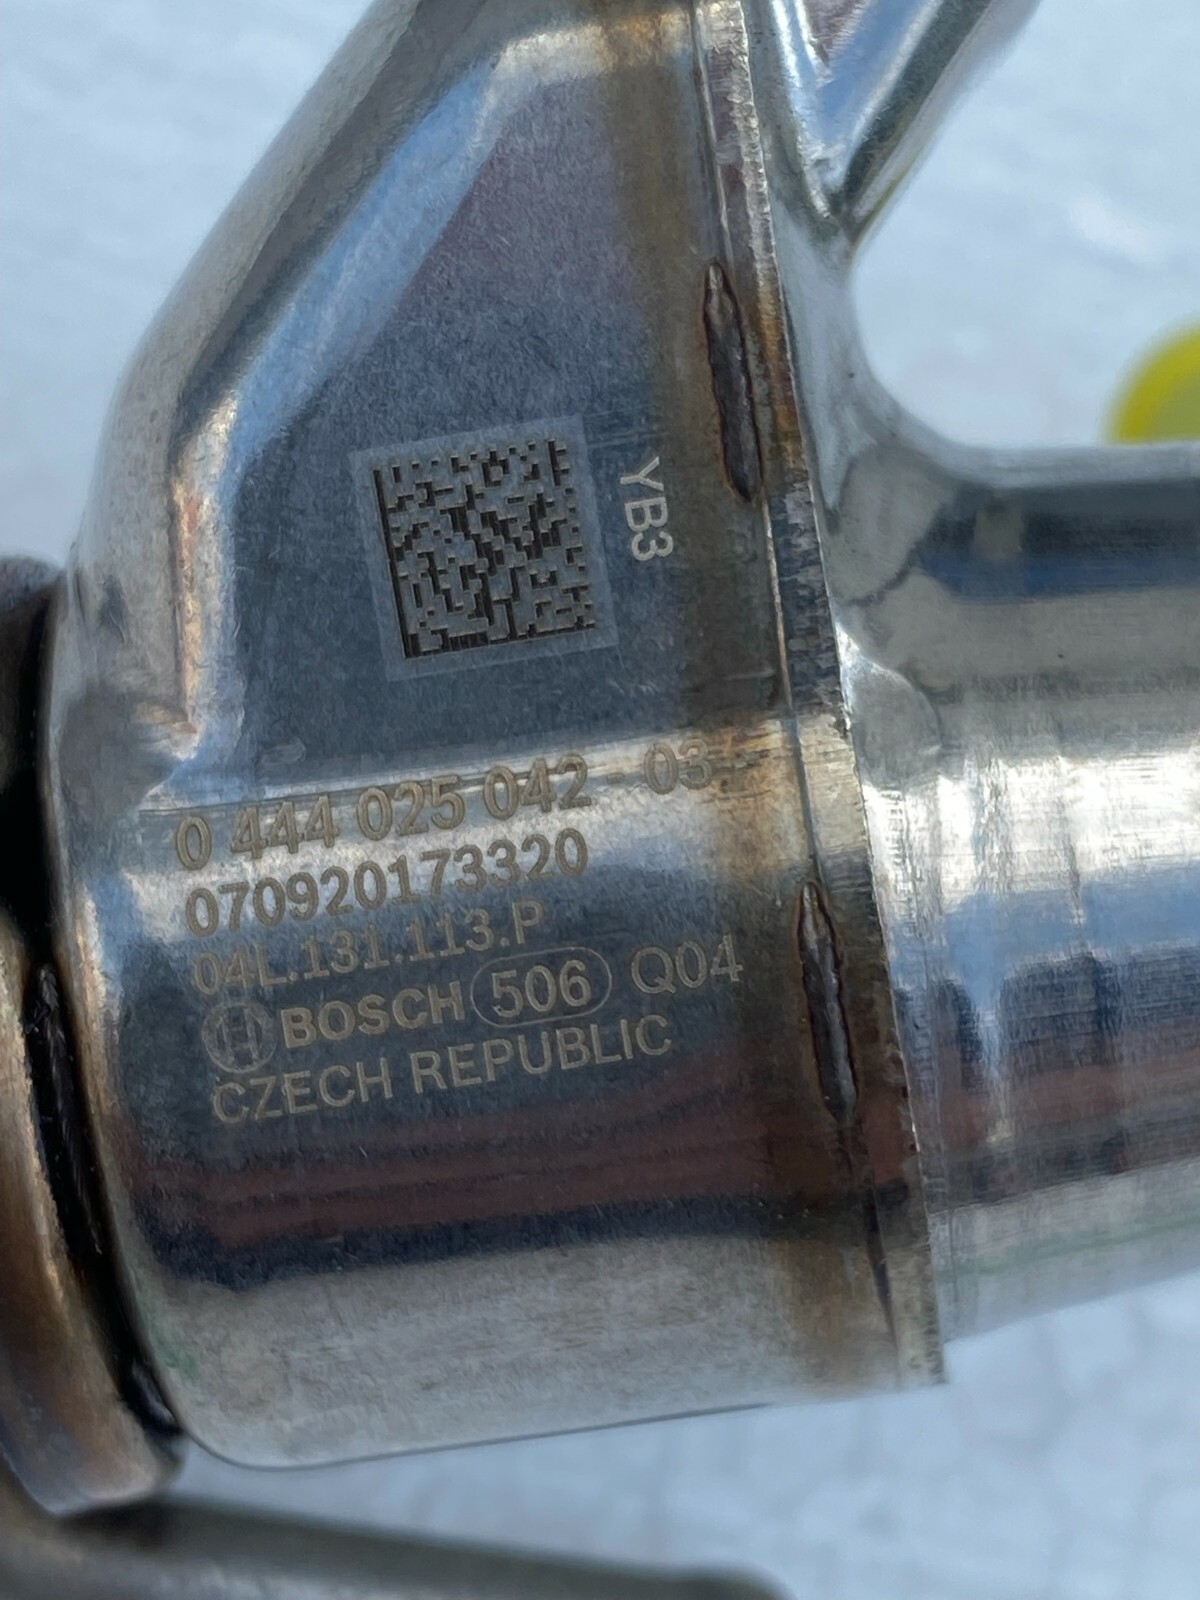 YB3
0 444 025 042 - 03
070920173320
04L.131.113.P
BOSCH 506 Q04
CZECH REPUBLIC